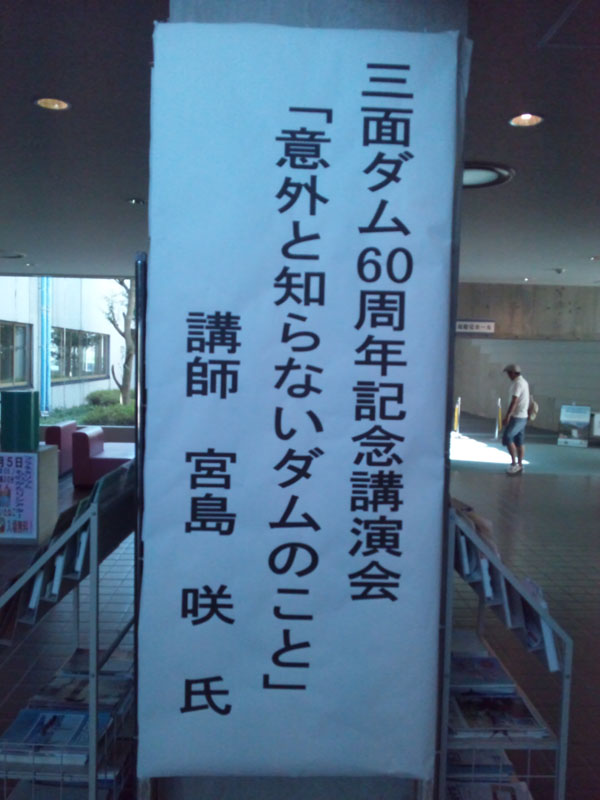 三面ダム60周年記念講演会
「意外と知らないダムのこと」
講師 宮島 咲 氏